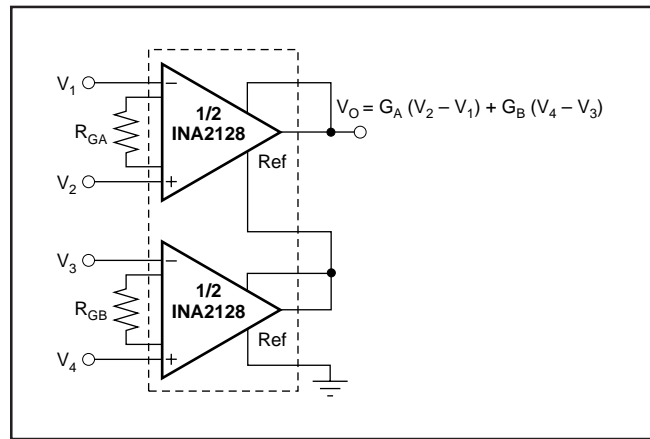 V1
1/2
INA2128
VO = GA (V2 – V1) + GB (V4 – V3)
RGA
Ref
V2
V3
1/2
INA2128
RGB
Ref
V4